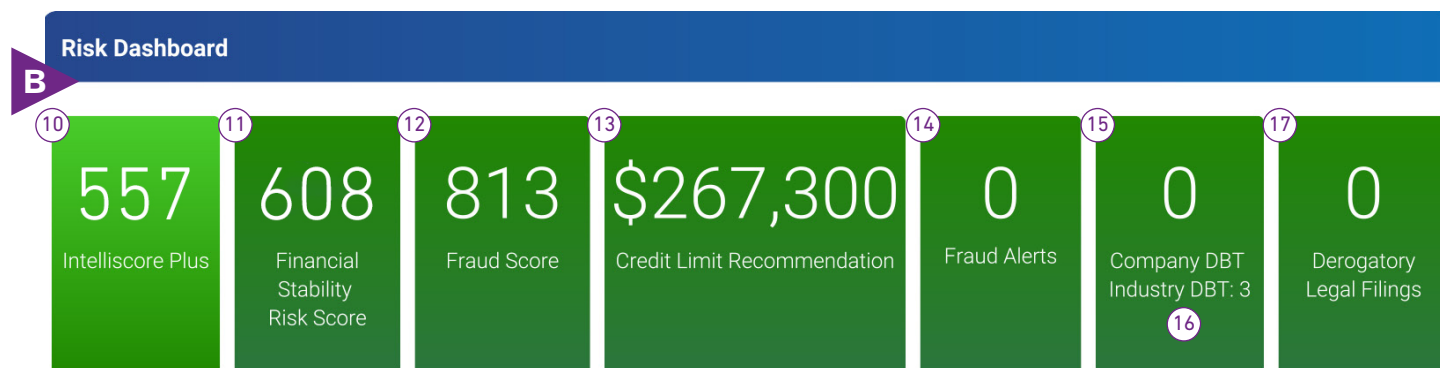 Risk Dashboard
B
10
557
Intelliscore Plus
11
608
Financial
Stability
Risk Score
12
813
Fraud Score
13
$267,300
Credit Limit Recommendation
14
0
Fraud Alerts
15
0
Company DBT
Industry DBT: 3
16
17
0
Derogatory
Legal Filings